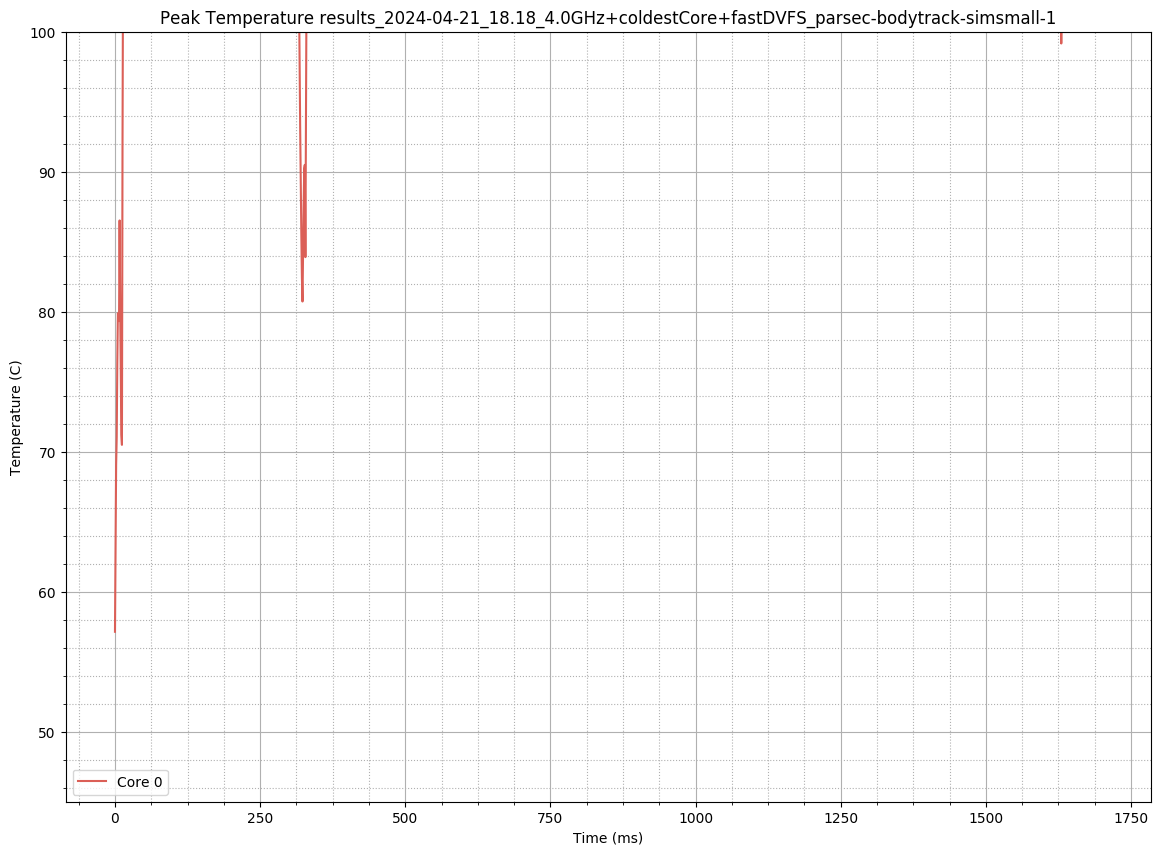 Peak Temperature results_2024-04-21_18.18_4.0GHz+coldestCore+fastDVFS_parsec-bodytrack-simsmall-1
100
90
80
70
60
50
Temperature (C)
Core 0
0 250 500 750 1000 1250 1500 1750
Time (ms)